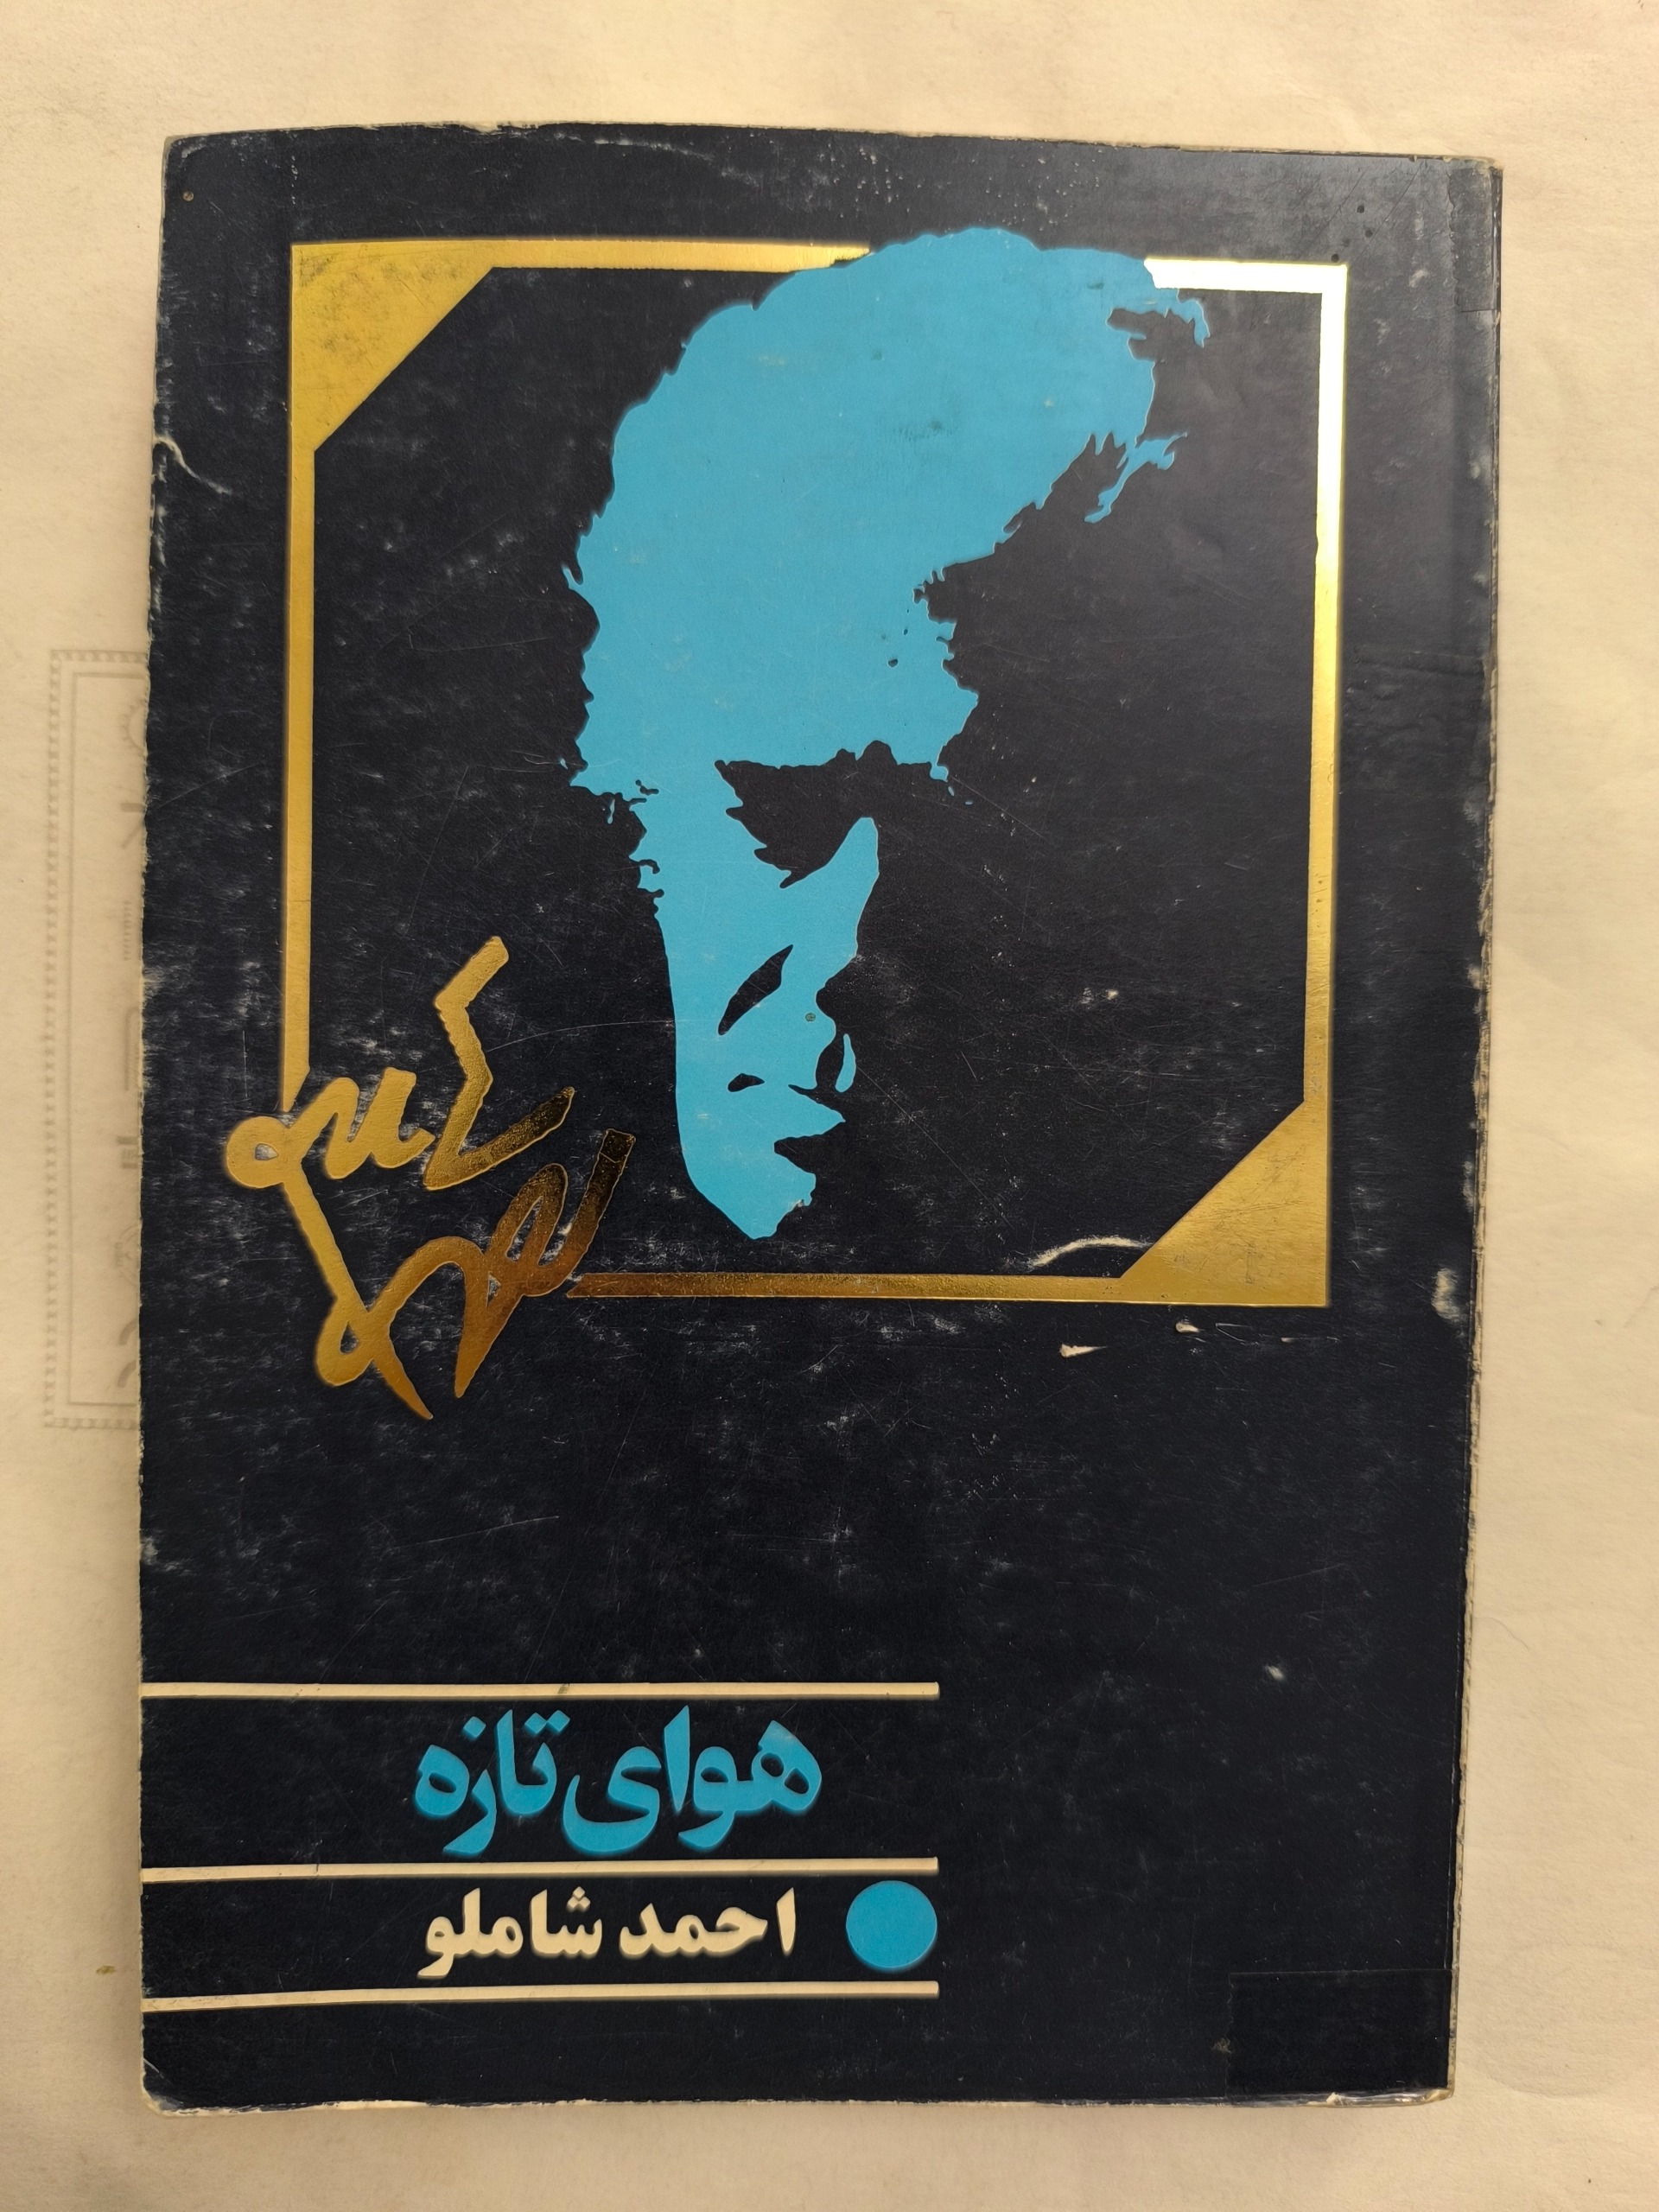 هوای تازه
احمد شاملو